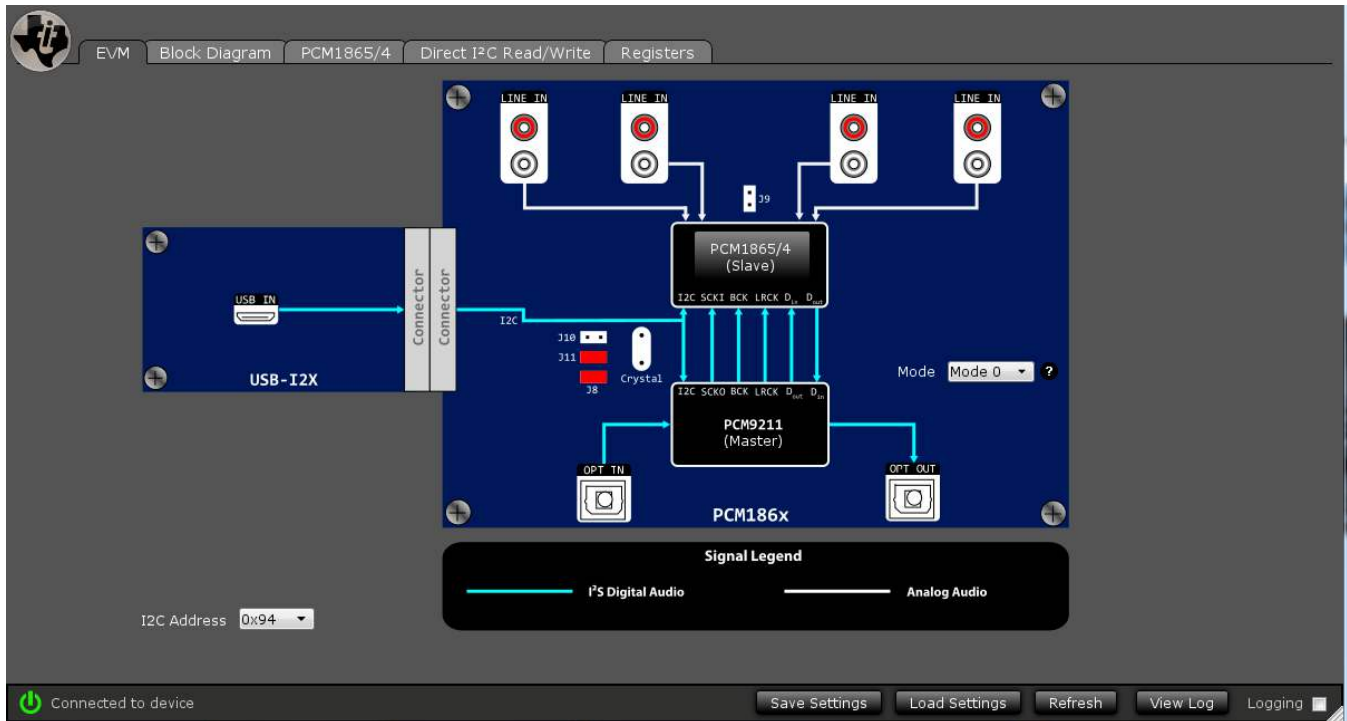 EVM Block Diagram PCM1865/4 Direct I²C Read/Write Registers
LINE IN LINE IN LINE IN LINE IN
J9
PCM1865/4
(Slave)
I2C SCKI BCK LRCK Din Dout
USB IN
Connector
Connector
I2C
J10
J11
J8
Crystal
USB-I2X
Mode Mode 0 ?
I2C SCKO BCK LRCK Dout Din
PCM9211
(Master)
OPT IN
OPT OUT
PCM186x
Signal Legend
I²S Digital Audio Analog Audio
I2C Address 0x94
Connected to device Save Settings Load Settings Refresh View Log Logging